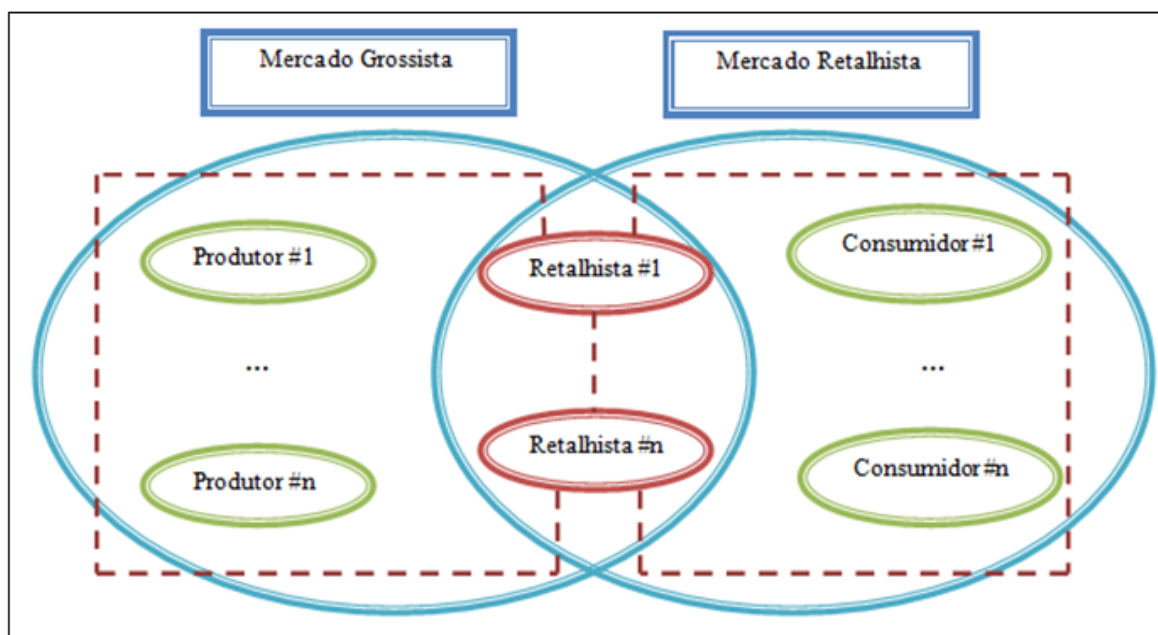 Mercado Grossista
Mercado Retalhista
Produtor #1
Retalhista #1
Consumidor #1
...
...
Produtor #n
Retalhista #n
Consumidor #n